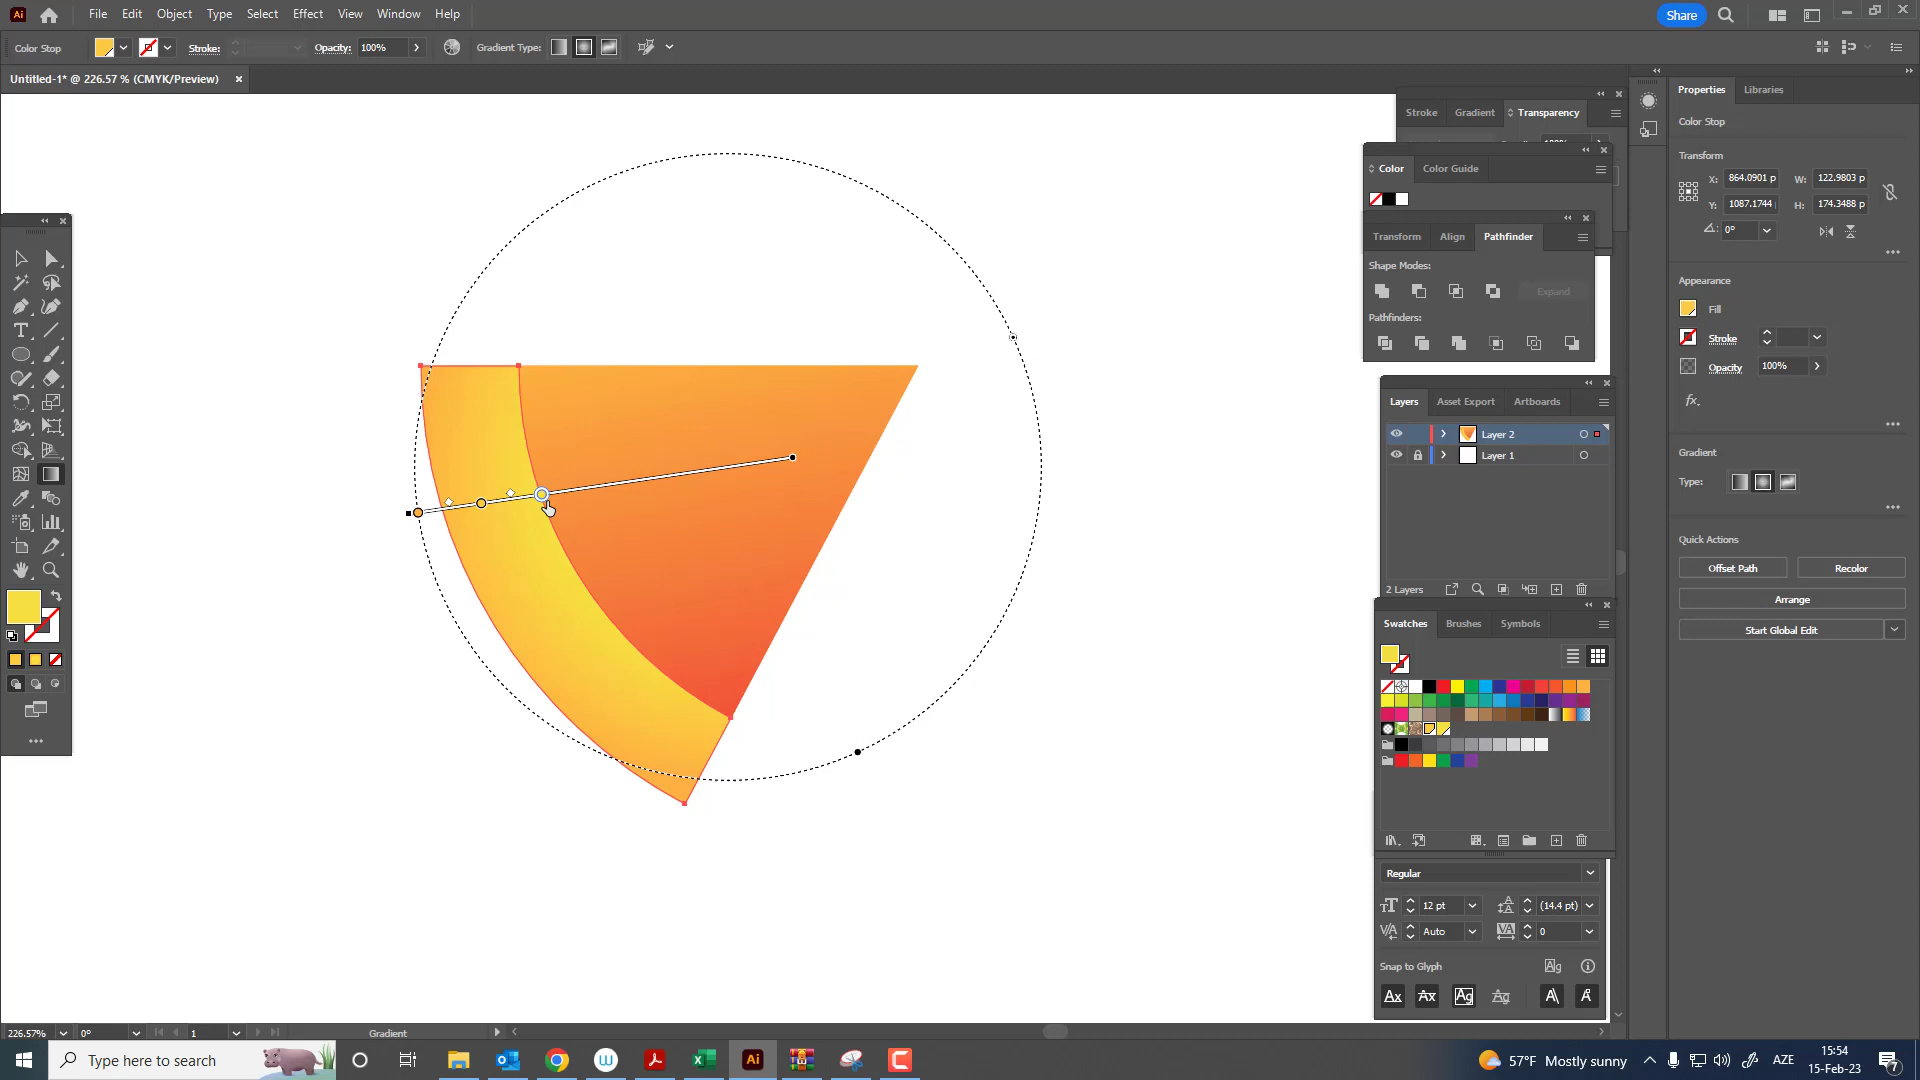 Ai File Edit Object Type Select Effect View Window Help Share
Color Stop Stroke: Opacity: 100% Gradient Type:
Untitled-1* @ 226.57 % (CMYK/Preview)
Properties Libraries
Color Stop
Transform
X: 864.0901 p W: 122.9803 p
Y: 1087.1744 H: 174.3488 p
0°
Appearance
Fill
Stroke
Opacity 100%
fx.
Gradient
Type:
Quick Actions
Offset Path Recolor
Arrange
Start Global Edit
Stroke Gradient Transparency
Color Color Guide
Transform Align Pathfinder
Shape Modes:
Expand
Pathfinders:
Layers Asset Export Artboards
Layer 2
Layer 1
2 Layers
Swatches Brushes Symbols
Regular
12 pt (14.4 pt)
Auto 0
Snap to Glyph
226.57% 0° 1 Gradient
Type here to search
57°F Mostly sunny AZE 15:54
15-Feb-23 7